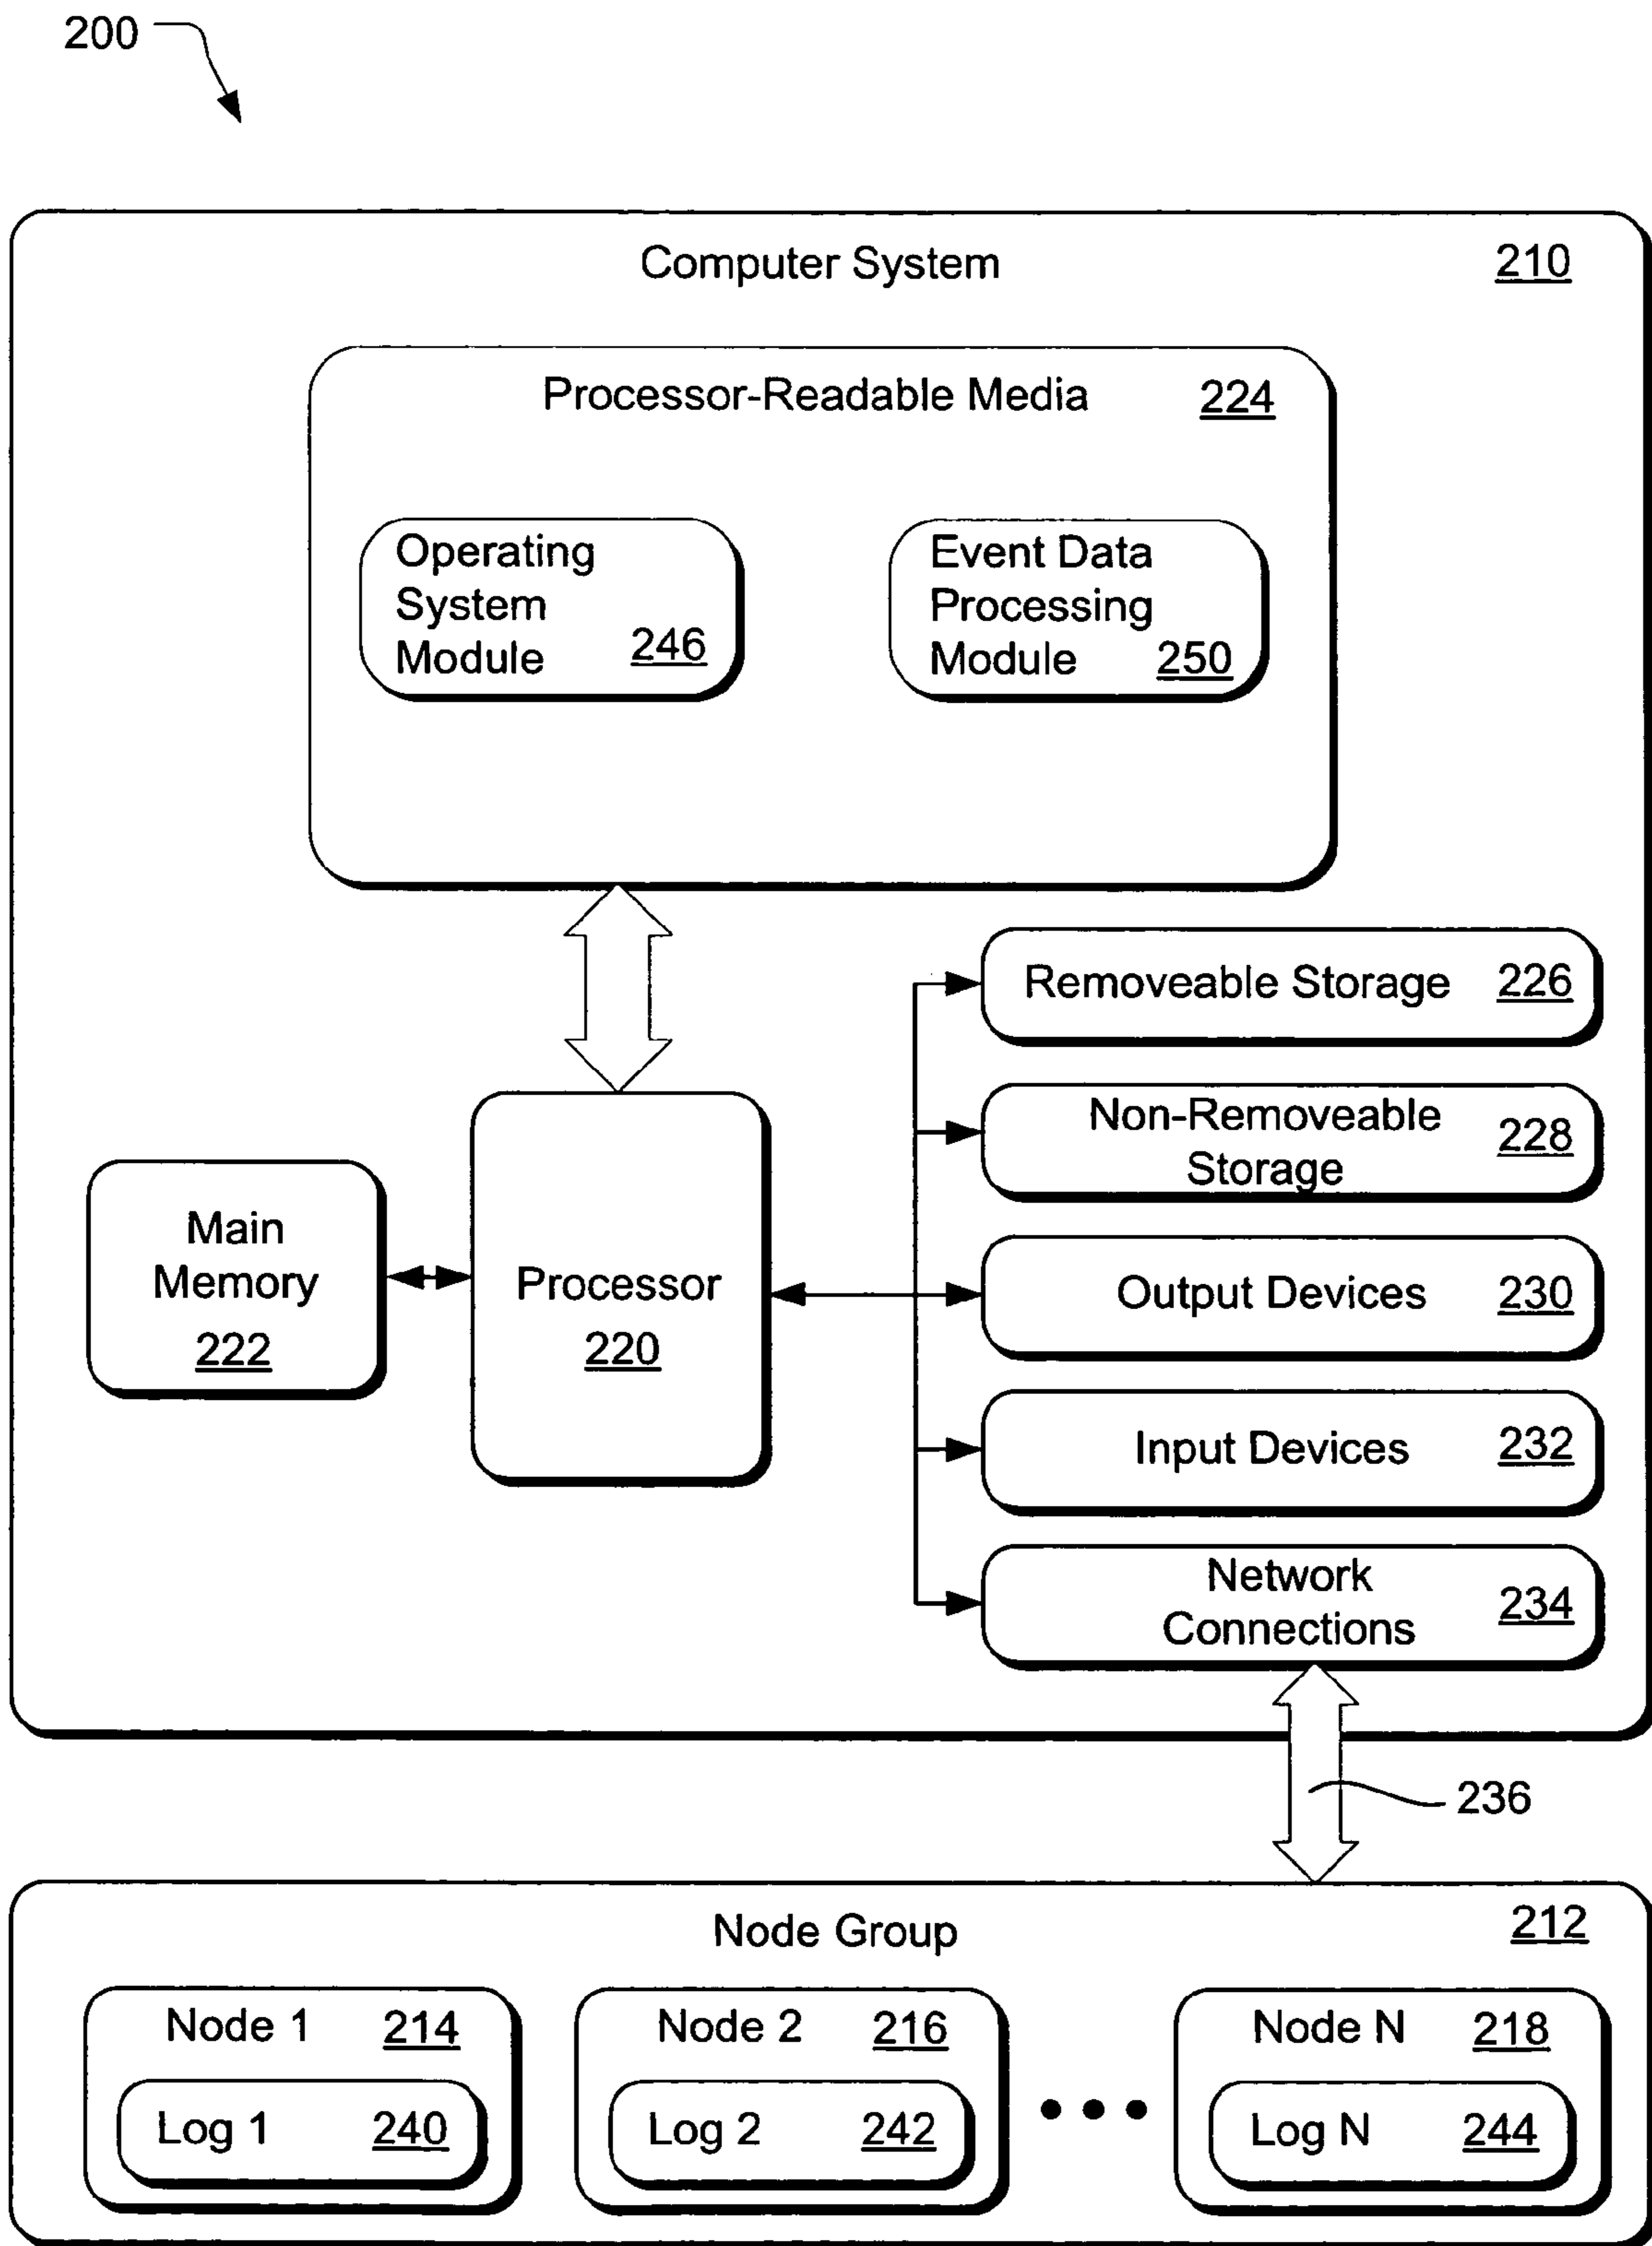 200
Computer System 210
Processor-Readable Media 224
Operating
System
Module 246
Event Data
Processing
Module 250
Removeable Storage 226
Non-Removeable
Storage 228
Main
Memory
222
Processor
220
Output Devices 230
Input Devices 232
Network
Connections 234
236
Node Group 212
Node 1 214
Log 1 240
Node 2 216
Log 2 242
Node N 218
Log N 244